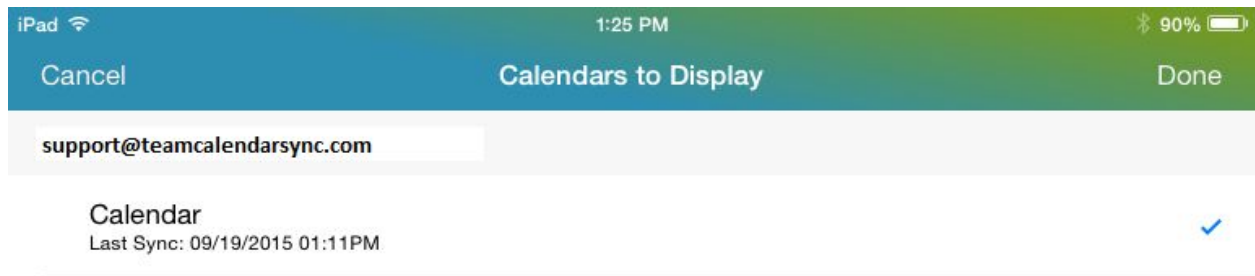 iPad 1:25 PM 90%
Cancel Calendars to Display Done
support@teamcalendarsync.com
Calendar
Last Sync: 09/19/2015 01:11PM